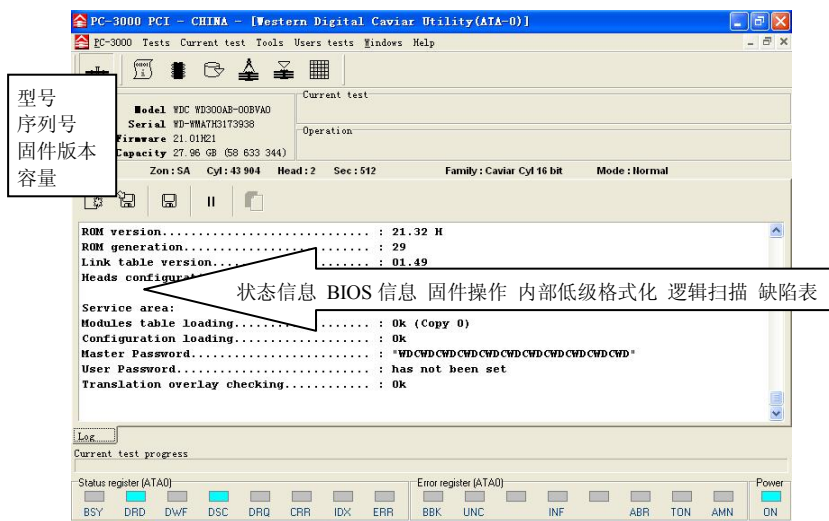 PC-3000 PCI - CHINA - [Western Digital Caviar Utility(ATA-0)]
PC-3000 Tests Current test Tools Users tests Windows Help
型号
序列号
固件版本
容量
Model WDC WD300AB-00BVA0
Serial WD-WMA7H3173938
Firmware 21.01H21
Capacity 27.96 GB (58 633 344)
Current test
Operation
Zon : SA Cyl : 43 904 Head : 2 Sec : 512 Family : Caviar Cyl 16 bit Mode : Normal
ROM version............................. : 21.32 H
ROM generation.......................... : 29
Link table version...................... : 01.49
Heads configurat
状态信息 BIOS 信息 固件操作 内部低级格式化 逻辑扫描 缺陷表
Service area:
Modules table loading................... : Ok (Copy 0)
Configuration loading................... : Ok
Master Password......................... : "WDCWDCWDCWDCWDCWDCWDCWDCWDCWDCWD"
User Password........................... : has not been set
Translation overlay checking............ : Ok
Log
Current test progress
Status register (ATA0) Error register (ATA0) Power
BSY DRD DWF DSC DRQ CRR IDX ERR BBK UNC INF ABR TON AMN ON